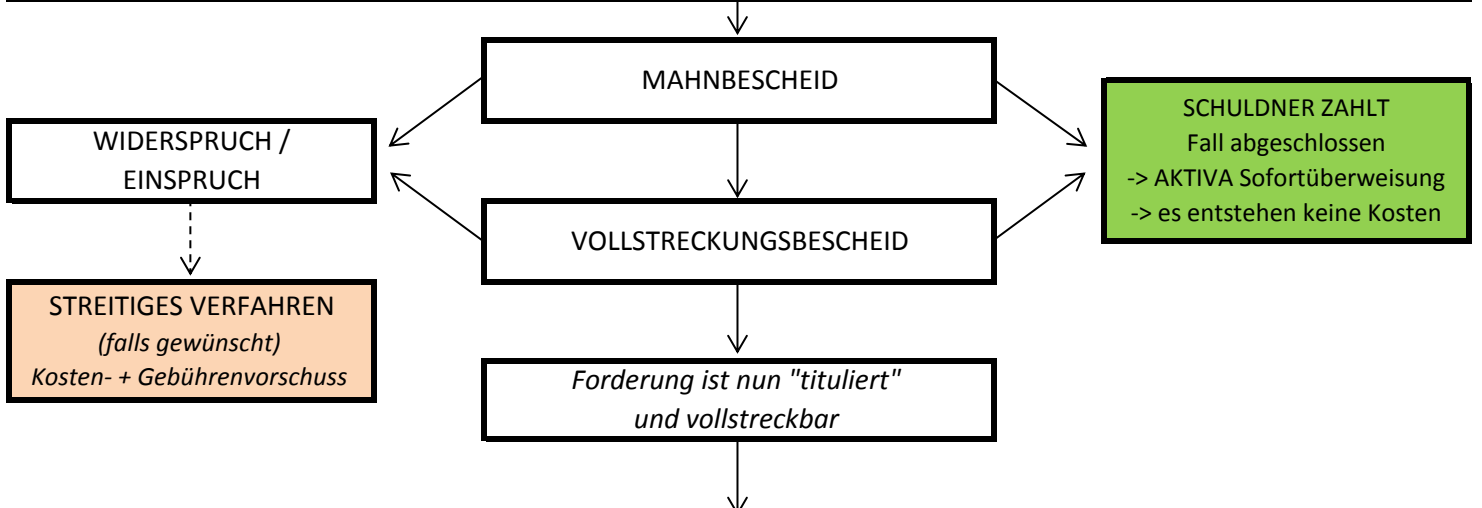 MAHNBESCHEID
WIDERSPRUCH /
EINSPRUCH
SCHULDNER ZAHLT
Fall abgeschlossen
-> AKTIVA Sofortüberweisung
-> es entstehen keine Kosten
VOLLSTRECKUNGSBESCHEID
STREITIGES VERFAHREN
(falls gewünscht)
Kosten- + Gebührenvorschuss
Forderung ist nun "tituliert"
und vollstreckbar